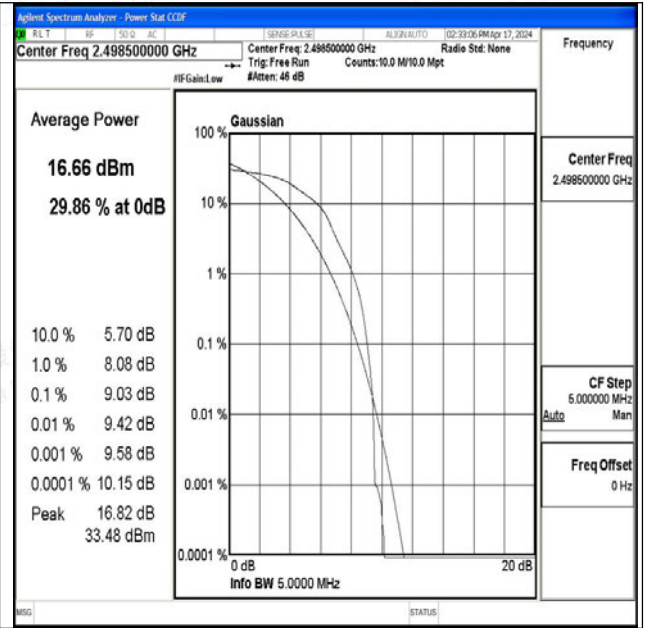 Agilent Spectrum Analyzer - Power Stat CCDF
RLT RF 50 Ω AC SENSE:PULSE ALIGN AUTO 02:33:06 PM Apr 17, 2024
Center Freq 2.498500000 GHz
Center Freq: 2.498500000 GHz Radio Std: None
Trig: Free Run Counts:10.0 M/10.0 Mpt
#IFGain:Low #Atten: 46 dB
Frequency
Average Power
16.66 dBm
29.86 % at 0dB
10.0 % 5.70 dB
1.0 % 8.08 dB
0.1 % 9.03 dB
0.01 % 9.42 dB
0.001 % 9.58 dB
0.0001 % 10.15 dB
Peak 16.82 dB
33.48 dBm
Gaussian
100 %
10 %
1 %
0.1 %
0.01 %
0.001 %
0.0001 %
0 dB 20 dB
Info BW 5.0000 MHz
Center Freq
2.498500000 GHz
CF Step
5.000000 MHz
Auto Man
Freq Offset
0 Hz
MSG STATUS